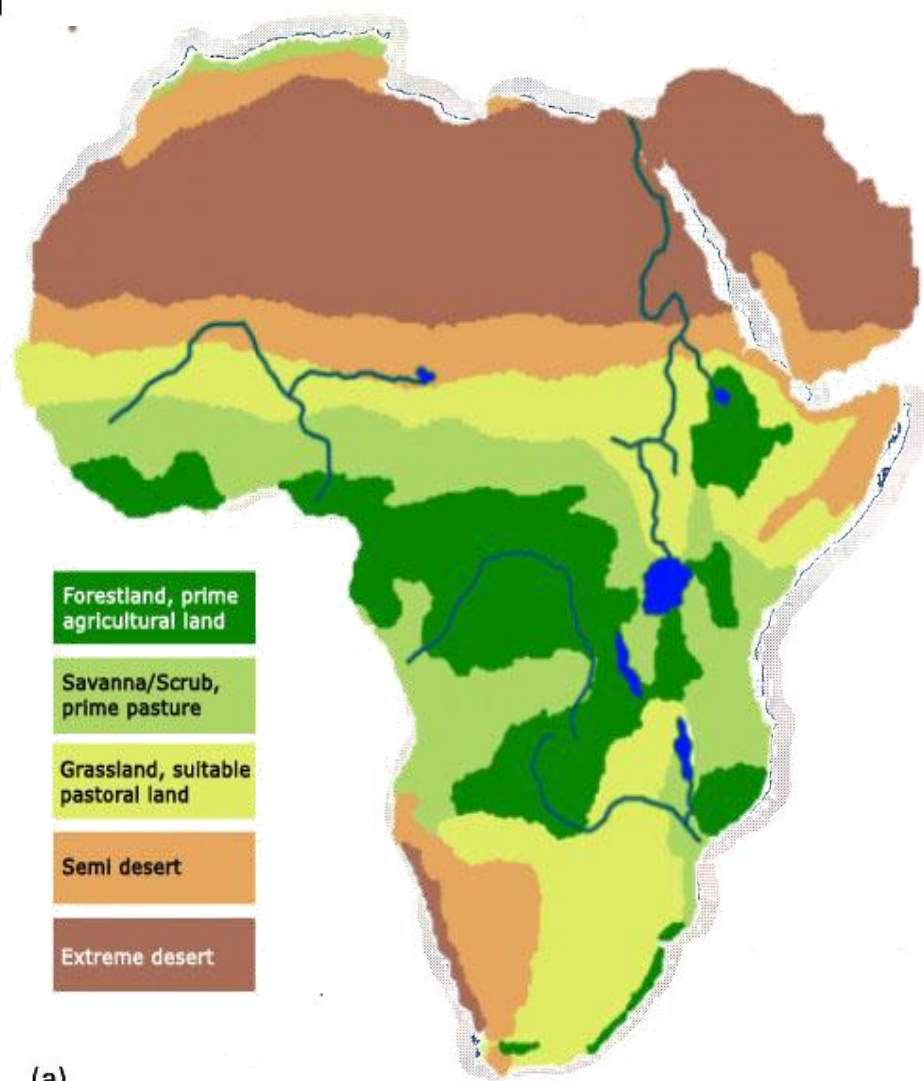 Forestland, prime
agricultural land
Savanna/Scrub,
prime pasture
Grassland, suitable
pastoral land
Semi desert
Extreme desert
(a)